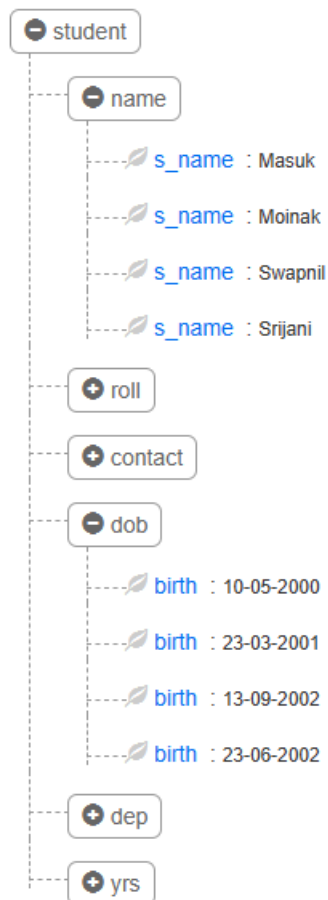 student
name
s_name : Masuk
s_name : Moinak
s_name : Swapnil
s_name : Srijani
roll
contact
dob
birth : 10-05-2000
birth : 23-03-2001
birth : 13-09-2002
birth : 23-06-2002
dep
yrs